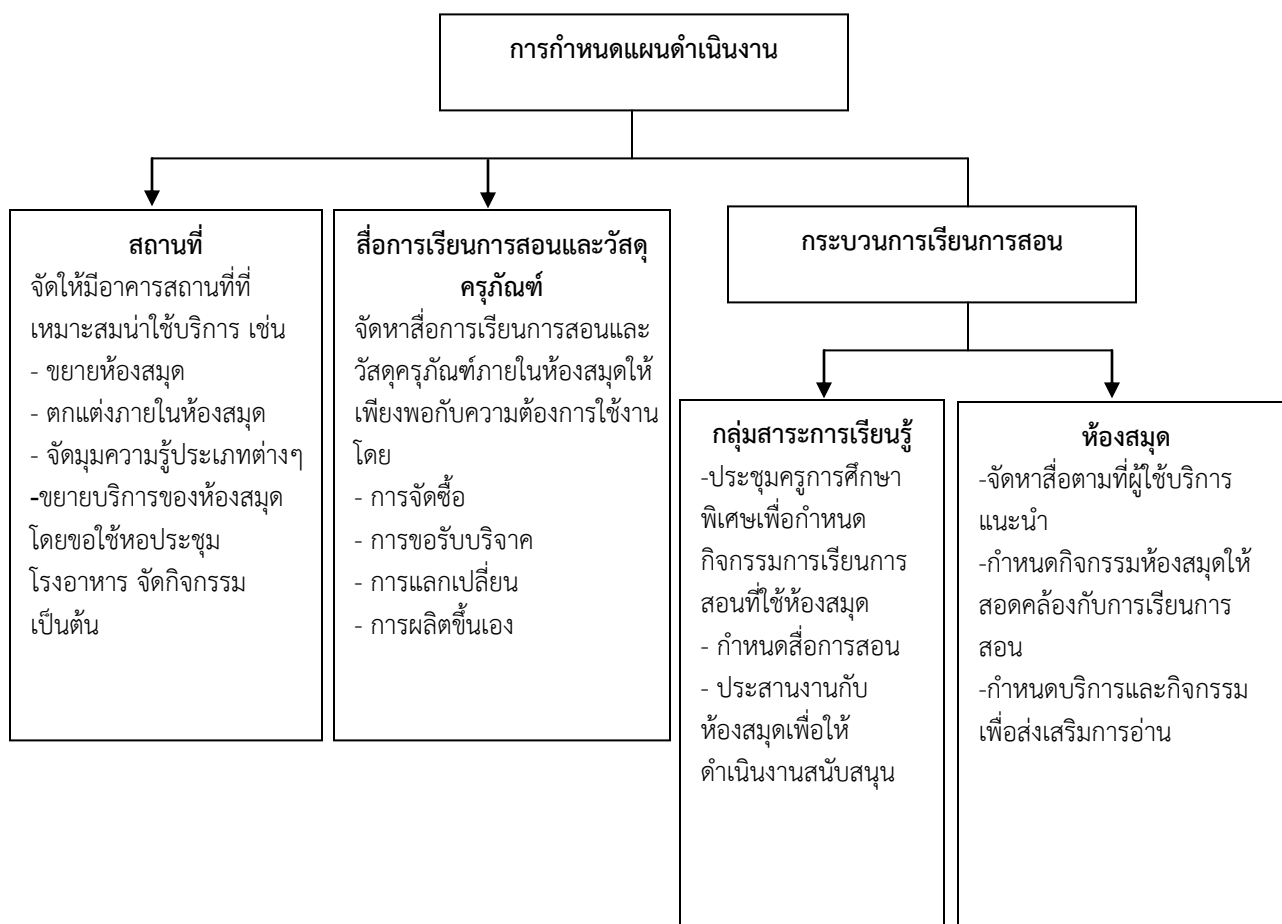 การกำหนดแผนดำเนินงาน
สถานที่
จัดให้มีอาคารสถานที่ที่
เหมาะสมน่าใช้บริการ เช่น
- ขยายห้องสมุด
- ตกแต่งภายในห้องสมุด
- จัดมุมความรู้ประเภทต่างๆ
-ขยายบริการของห้องสมุด
โดยขอใช้หอประชุม
โรงอาหาร จัดกิจกรรม
เป็นต้น
สื่อการเรียนการสอนและวัสดุ
ครุภัณฑ์
จัดหาสื่อการเรียนการสอนและ
วัสดุครุภัณฑ์ภายในห้องสมุดให้
เพียงพอกับความต้องการใช้งาน
โดย
- การจัดซื้อ
- การขอรับบริจาค
- การแลกเปลี่ยน
- การผลิตขึ้นเอง
กระบวนการเรียนการสอน
กลุ่มสาระการเรียนรู้
-ประชุมครูการศึกษา
พิเศษเพื่อกำหนด
กิจกรรมการเรียนการ
สอนที่ใช้ห้องสมุด
- กำหนดสื่อการสอน
- ประสานงานกับ
ห้องสมุดเพื่อให้
ดำเนินงานสนับสนุน
ห้องสมุด
-จัดหาสื่อตามที่ผู้ใช้บริการ
แนะนำ
-กำหนดกิจกรรมห้องสมุดให้
สอดคล้องกับการเรียนการ
สอน
-กำหนดบริการและกิจกรรม
เพื่อส่งเสริมการอ่าน